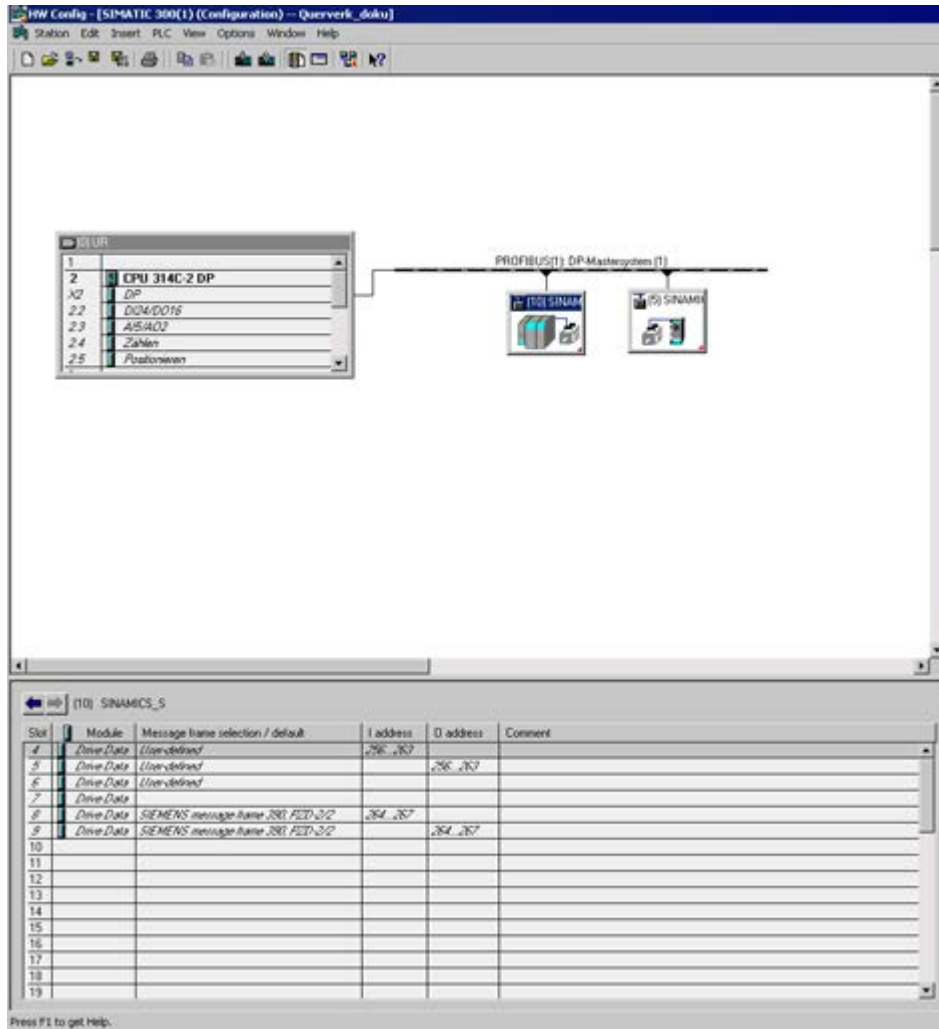 HW Config - [SIMATIC 300(1) (Configuration) -- Querverk_doku]
Station Edit Insert PLC View Options Window Help
(0) UR
1
2 CPU 314C-2 DP
X2 DP
2.2 DI24/DO16
2.3 AI5/AO2
2.4 Zählen
2.5 Positionieren
PROFIBUS(1): DP-Mastersystem (1)
(10) SINAM
(5) SINAMI
(10) SINAMICS_S
Slot Module Message frame selection / default I address Q address Comment
4 Drive Data User-defined
5 Drive Data User-defined
6 Drive Data User-defined
7 Drive Data
8 Drive Data SIEMENS message frame 390, PZD-2/2 264...267
9 Drive Data SIEMENS message frame 390, PZD-2/2 264...267
10
11
12
13
14
15
16
17
18
19
Press F1 to get Help.